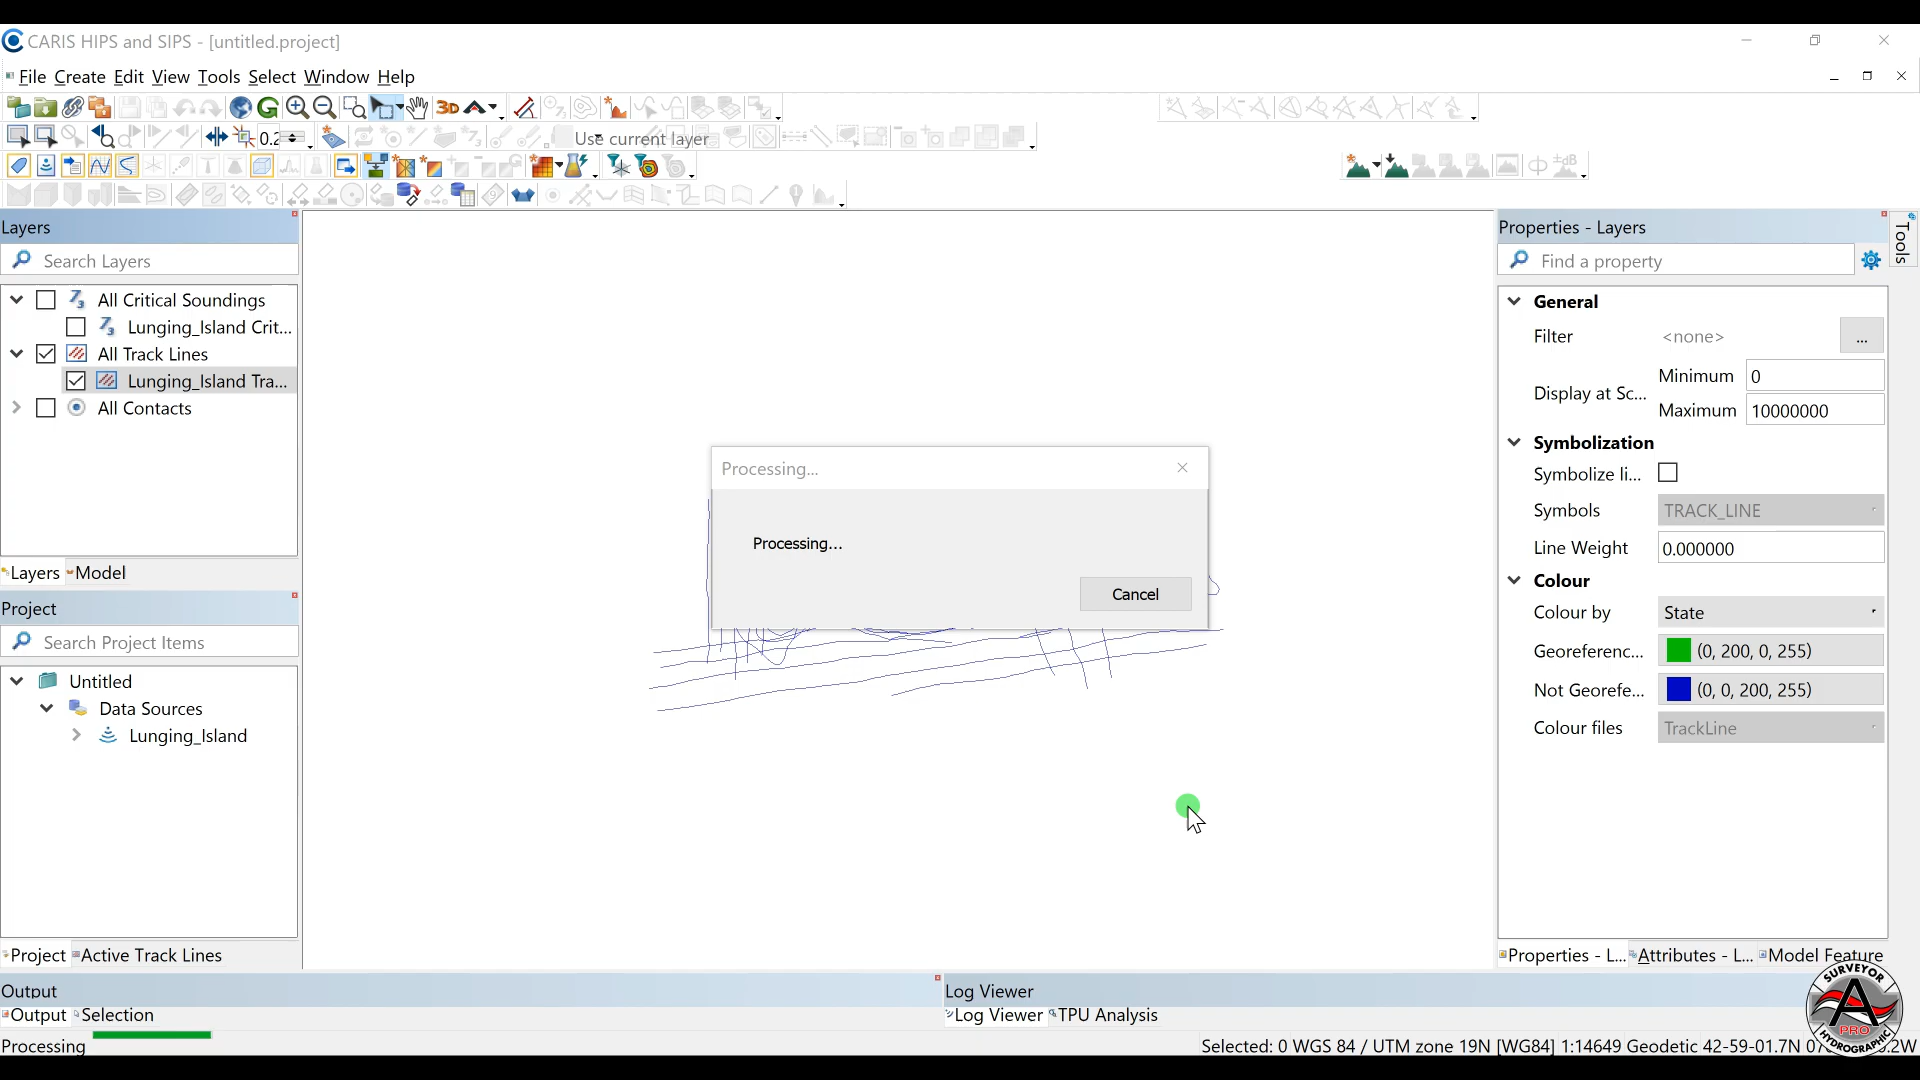 CARIS HIPS and SIPS - [untitled.project]
File Create Edit View Tools Select Window Help
3D
0.2
Use current layer
±dB
Layers
Search Layers
All Critical Soundings
Lunging_Island Crit...
All Track Lines
Lunging_Island Tra...
All Contacts
Layers Model
Project
Search Project Items
Untitled
Data Sources
Lunging_Island
Project Active Track Lines
Processing...
Processing...
Cancel
Properties - Layers
Tools
Find a property
General
Filter <none> ...
Display at Sc... Minimum 0
Maximum 10000000
Symbolization
Symbolize li...
Symbols TRACK_LINE
Line Weight 0.000000
Colour
Colour by State
Georeferenc... (0, 200, 0, 255)
Not Georefe... (0, 0, 200, 255)
Colour files TrackLine
Properties - L... Attributes - L... Model Feature
Output
Output Selection
Log Viewer
Log Viewer TPU Analysis
SURVEYOR
A
PRO
HYDROGRAPHIC
Processing
Selected: 0 WGS 84 / UTM zone 19N [WG84] 1:14649 Geodetic 42-59-01.7N